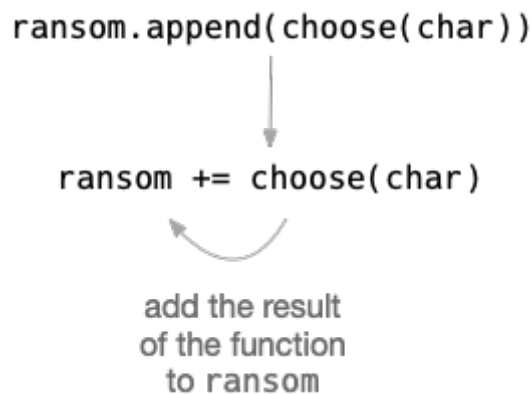 ransom.append(choose(char))
ransom += choose(char)
add the result
of the function
to ransom